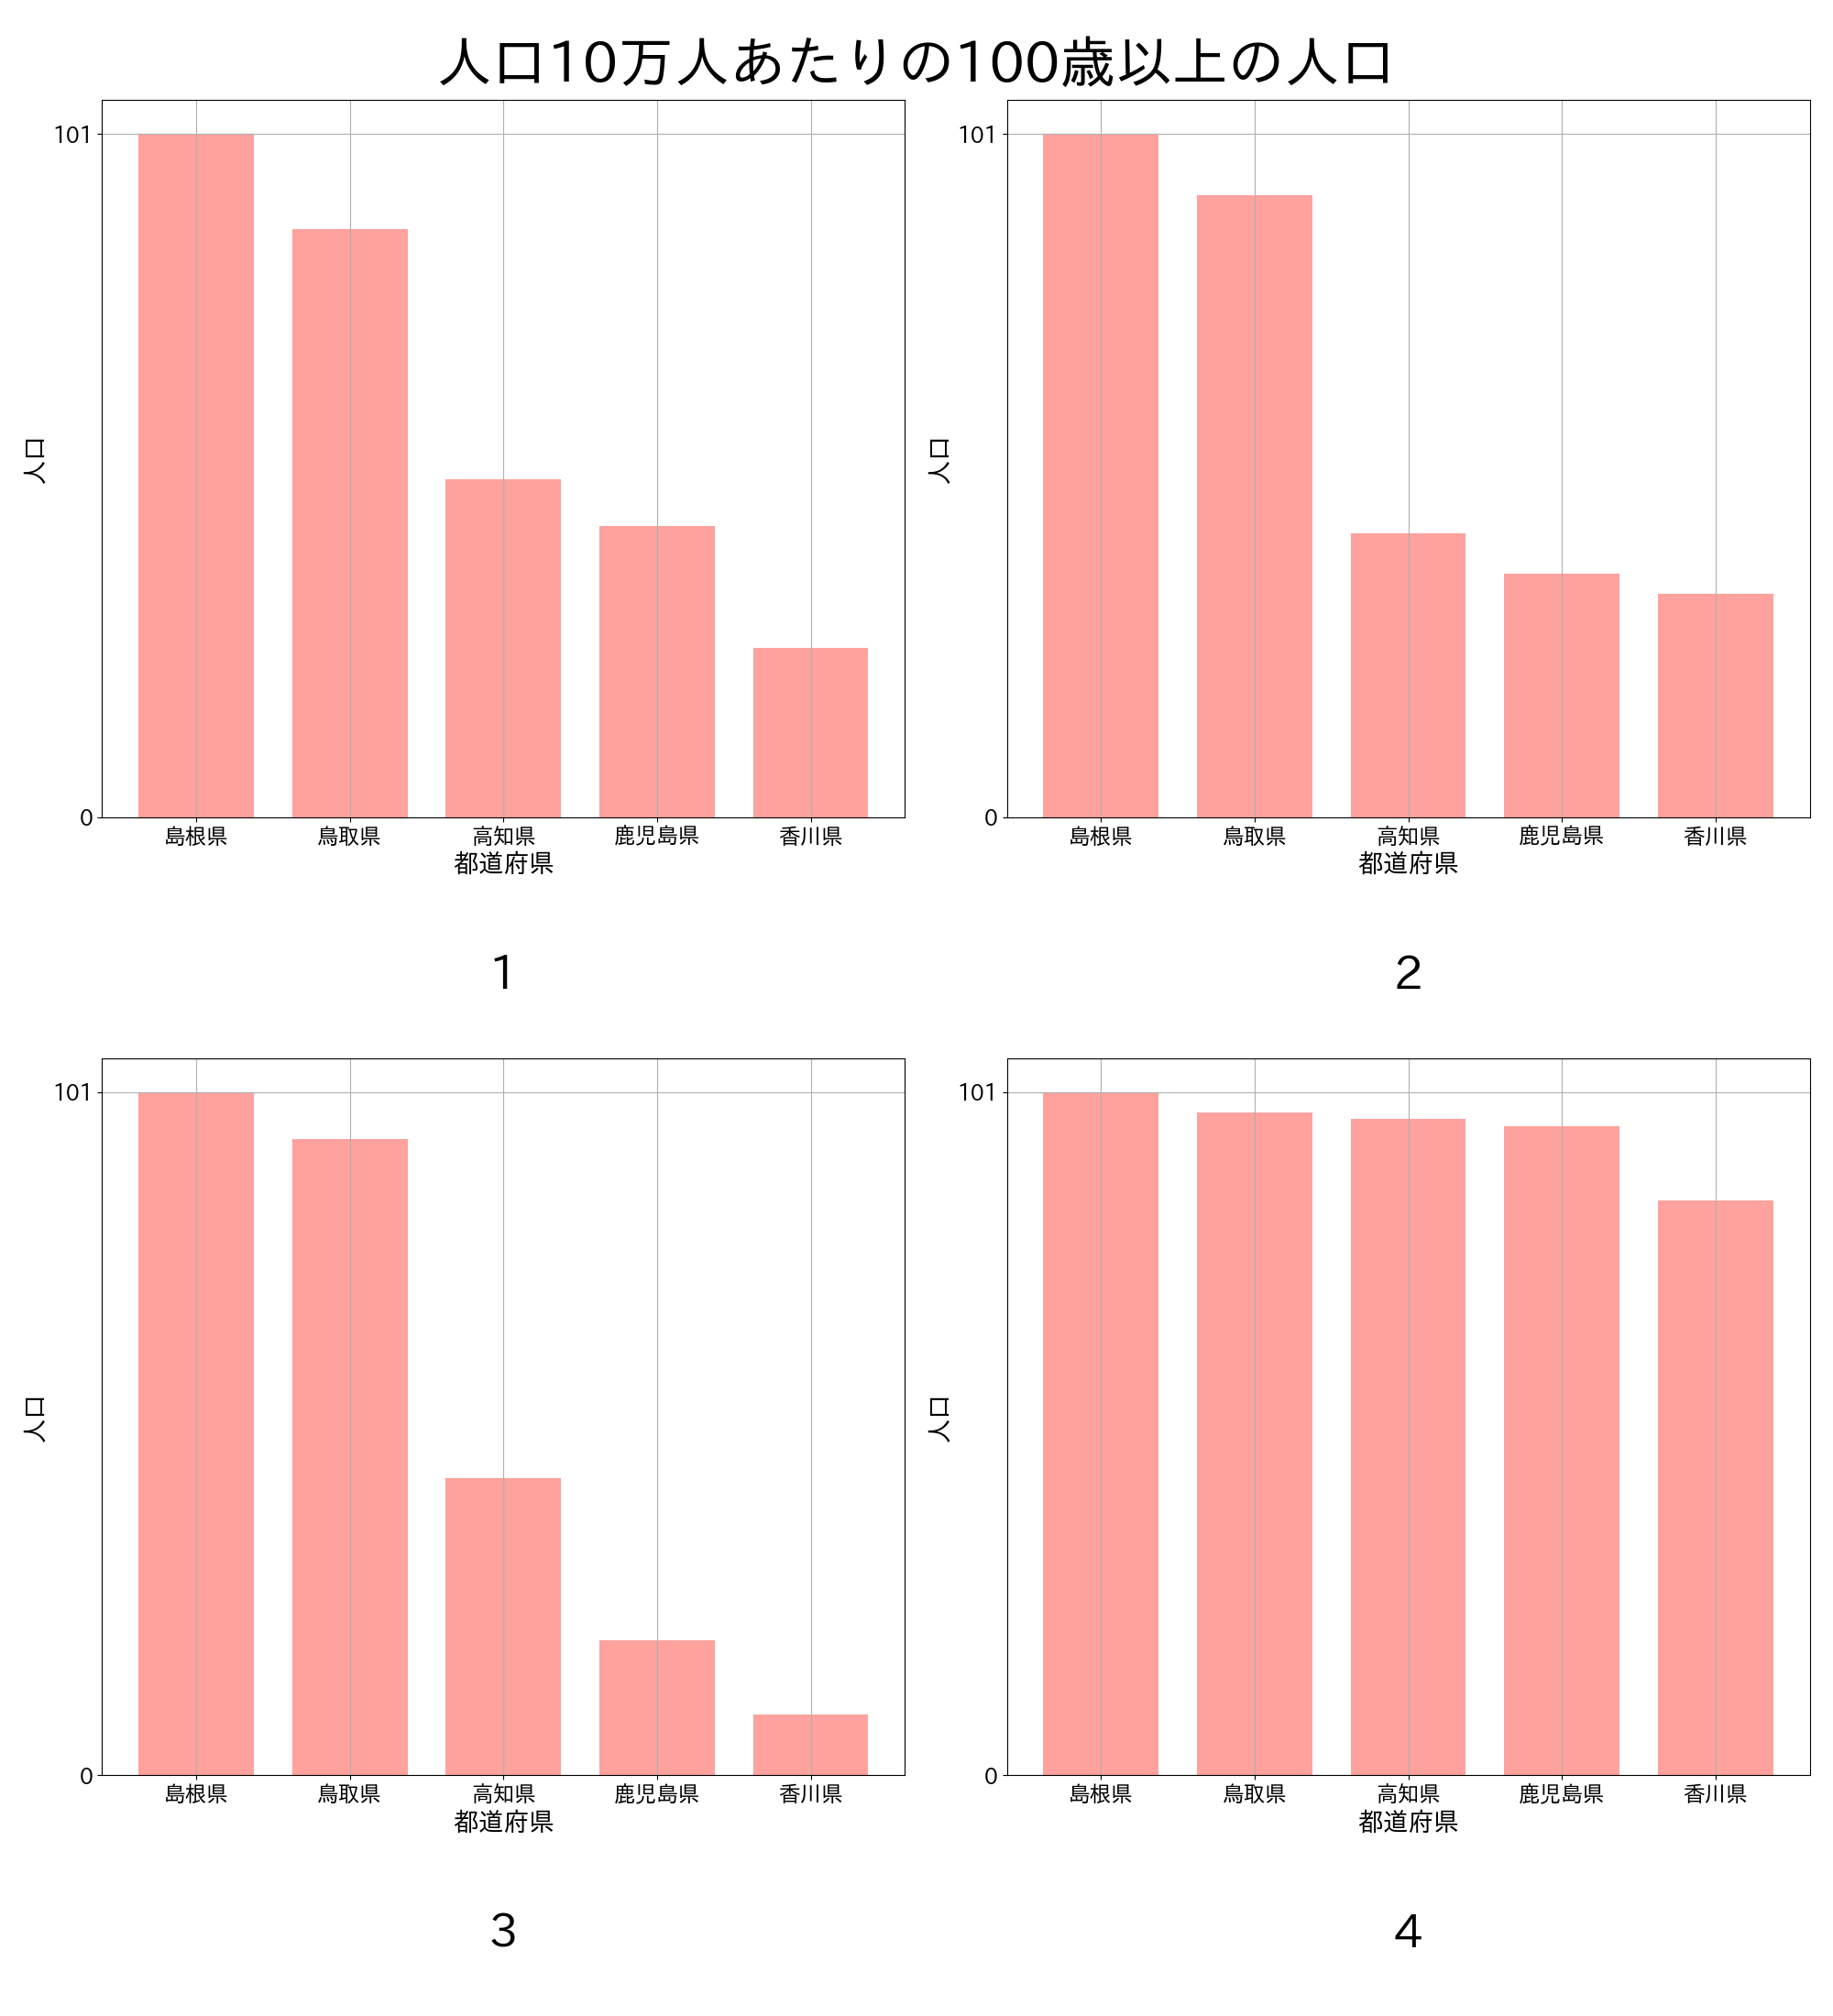 人口10万人あたりの100歳以上の人口
101
0
人口
島根県 鳥取県 高知県 鹿児島県 香川県
都道府県
1
101
0
人口
島根県 鳥取県 高知県 鹿児島県 香川県
都道府県
2
101
0
人口
島根県 鳥取県 高知県 鹿児島県 香川県
都道府県
3
101
0
人口
島根県 鳥取県 高知県 鹿児島県 香川県
都道府県
4